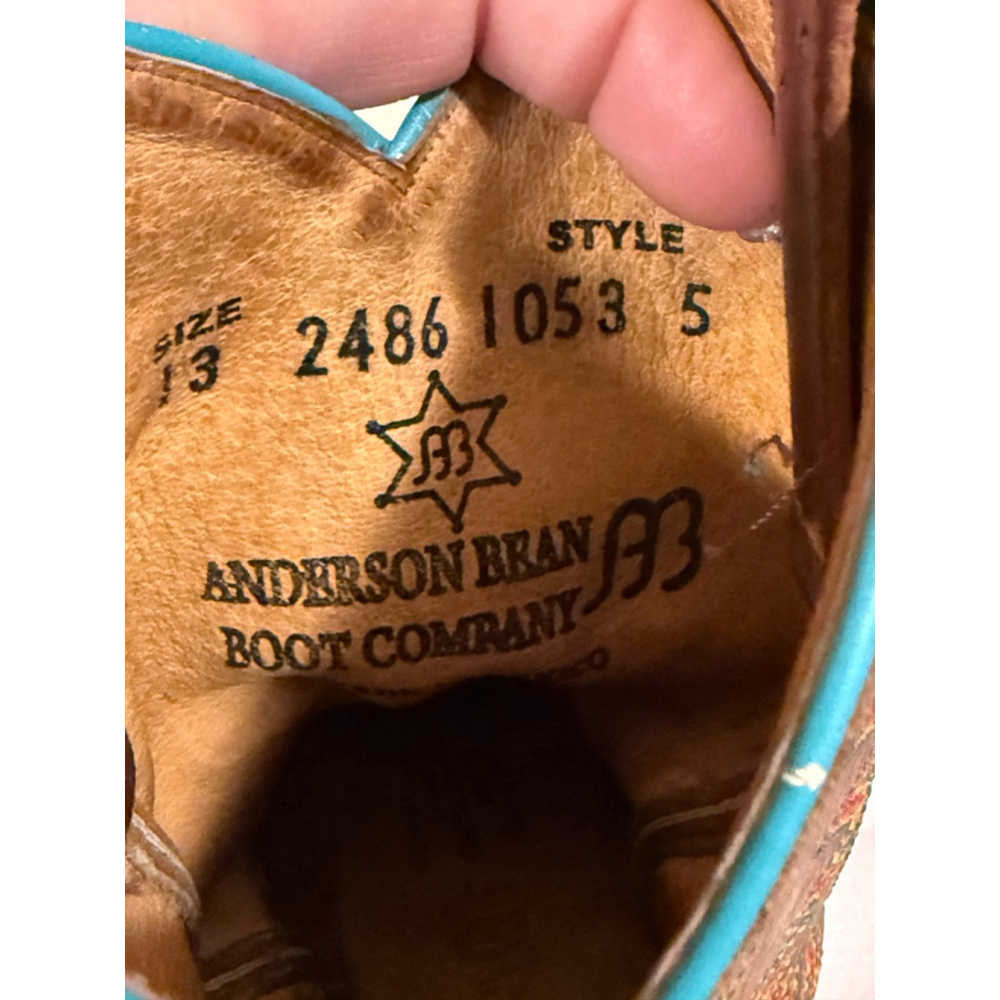 STYLE
SIZE
13 2486 1053 5
AB
ANDERSON BEAN AB
BOOT COMPANY